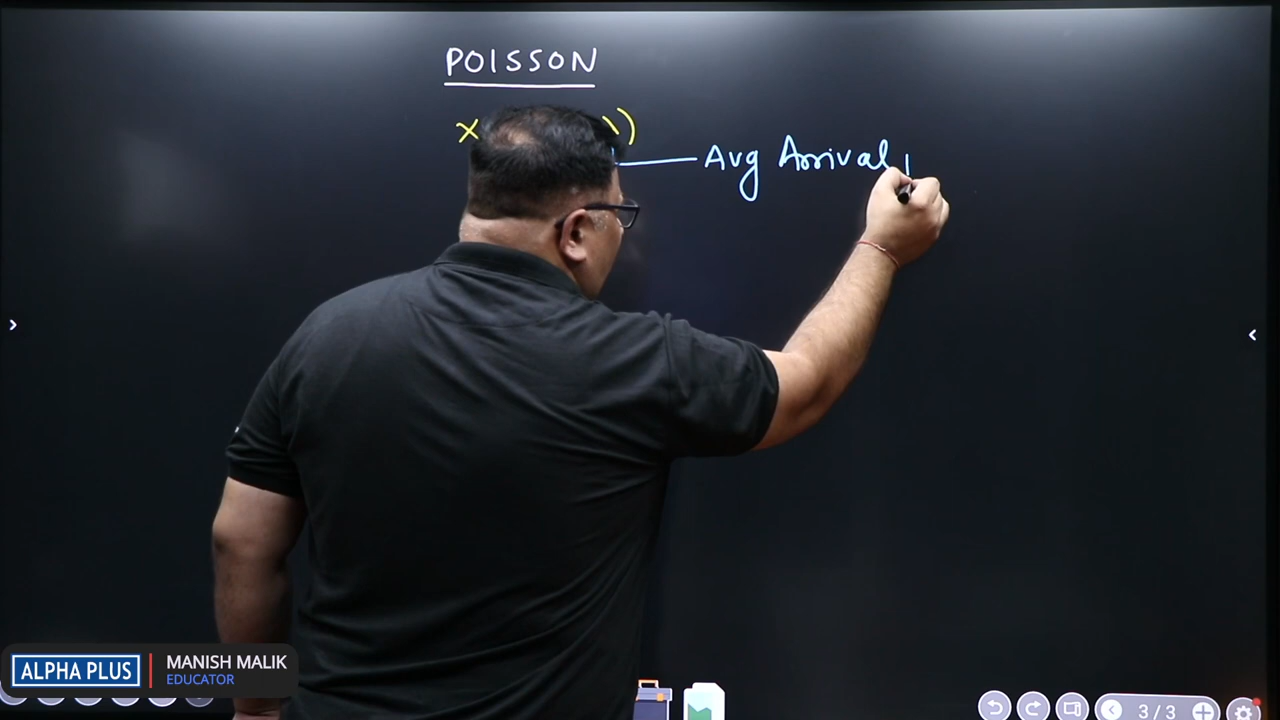 POISSON
x )
Avg Arrival
ALPHA PLUS
MANISH MALIK
EDUCATOR
3/3